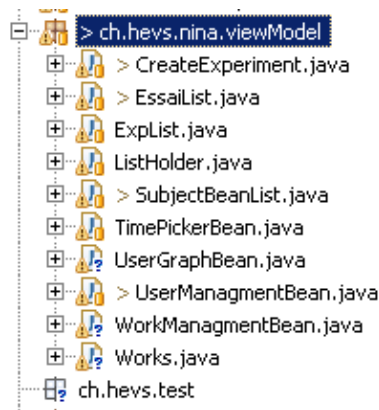 > ch.hevs.nina.viewModel
> CreateExperiment.java
> EssaiList.java
ExpList.java
ListHolder.java
> SubjectBeanList.java
TimePickerBean.java
UserGraphBean.java
> UserManagmentBean.java
WorkManagmentBean.java
Works.java
ch.hevs.test